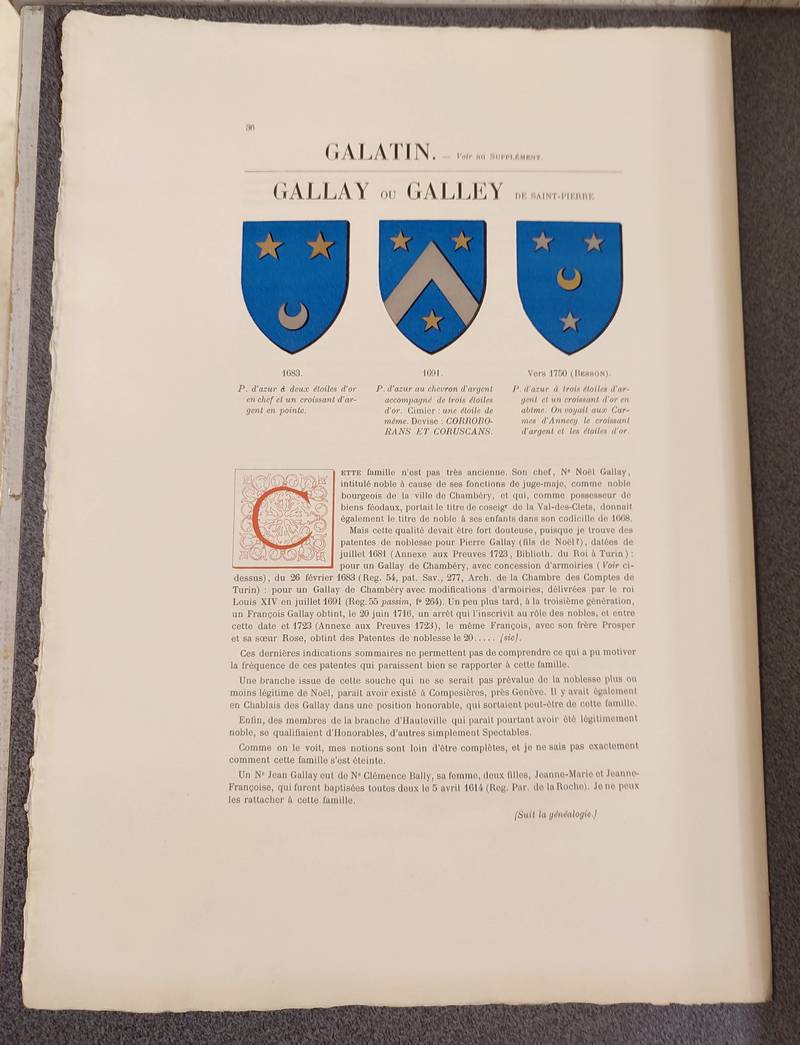 86
GALATIN. — Voir au SUPPLÉMENT.
GALLAY OU GALLEY DE SAINT-PIERRE
1683.
P. d'azur à deux étoiles d'or
en chef et un croissant d'ar-
gent en pointe.
1691.
P. d'azur au chevron d'argent
accompagné de trois étoiles
d'or. Cimier : une étoile de
même. Devise : CORROBO-
RANS ET CORUSCANS.
Vers 1750 (BESSON).
P. d'azur à trois étoiles d'ar-
gent et un croissant d'or en
abîme. On voyait aux Car-
mes d'Annecy le croissant
d'argent et les étoiles d'or.
CETTE famille n'est pas très ancienne. Son chef, Ne Noël Gallay,
intitulé noble à cause de ses fonctions de juge-maje, comme noble
bourgeois de la ville de Chambéry, et qui, comme possesseur de
biens féodaux, portait le titre de coseigr de la Val-des-Clets, donnait
également le titre de noble à ses enfants dans son codicille de 1668.
Mais cette qualité devait être fort douteuse, puisque je trouve des
patentes de noblesse pour Pierre Gallay (fils de Noël ?), datées de
juillet 1681 (Annexe aux Preuves 1723, Biblioth. du Roi à Turin) :
pour un Gallay de Chambéry, avec concession d'armoiries (Voir ci-
dessus), du 26 février 1683 (Reg. 54, pat. Sav., 277, Arch. de la Chambre des Comptes de
Turin) : pour un Gallay de Chambéry avec modifications d'armoiries, délivrées par le roi
Louis XIV en juillet 1691 (Reg. 55 passim, fo 264). Un peu plus tard, à la troisième génération,
un François Gallay obtint, le 20 juin 1716, un arrêt qui l'inscrivit au rôle des nobles, et entre
cette date et 1723 (Annexe aux Preuves 1723), le même François, avec son frère Prosper
et sa sœur Rose, obtint des Patentes de noblesse le 20..... (sic).
Ces dernières indications sommaires ne permettent pas de comprendre ce qui a pu motiver
la fréquence de ces patentes qui paraissent bien se rapporter à cette famille.
Une branche issue de cette souche qui ne se serait pas prévalue de la noblesse plus ou
moins légitime de Noël, parait avoir existé à Compesières, près Genève. Il y avait également
en Chablais des Gallay dans une position honorable, qui sortaient peut-être de cette famille.
Enfin, des membres de la branche d'Hauteville qui parait pourtant avoir été légitimement
noble, se qualifiaient d'Honorables, d'autres simplement Spectables.
Comme on le voit, mes notions sont loin d'être complètes, et je ne sais pas exactement
comment cette famille s'est éteinte.
Un Ne Jean Gallay eut de Ne Clémence Bally, sa femme, deux filles, Jeanne-Marie et Jeanne-
Françoise, qui furent baptisées toutes deux le 5 avril 1614 (Reg. Par. de la Roche). Je ne peux
les rattacher à cette famille.
(Suit la généalogie.)